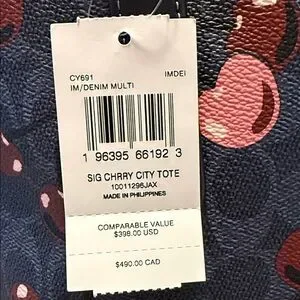 CY691 IMDEI
IM/DENIM MULTI
1 96395 66192 3
SIG CHRRY CITY TOTE
10011296JAX
MADE IN PHILIPPINES
COMPARABLE VALUE
$398.00 USD
$490.00 CAD